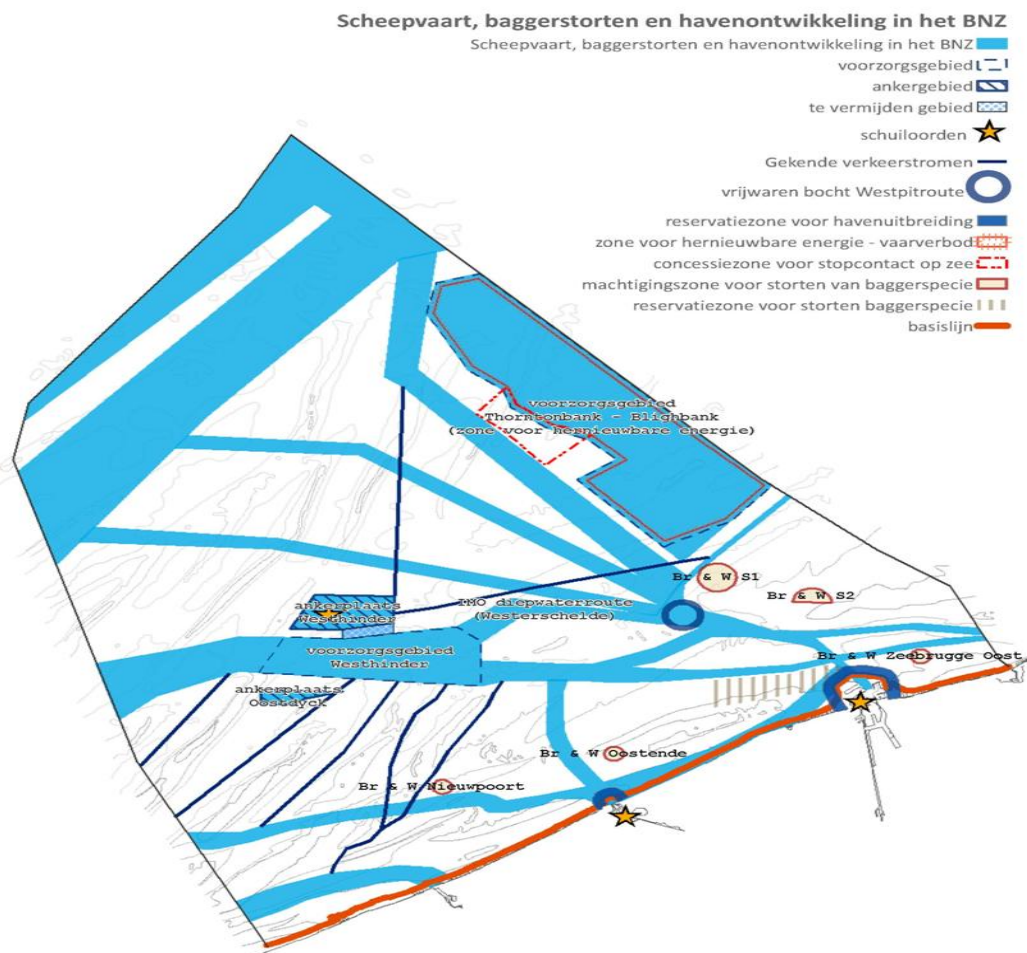 Scheepvaart, baggerstorten en havenontwikkeling in het BNZ
Scheepvaart, baggerstorten en havenontwikkeling in het BNZ
voorzorgsgebied
ankergebied
te vermijden gebied
schuiloorden
Gekende verkeerstromen
vrijwaren bocht Westpitroute
reservatiezone voor havenuitbreiding
zone voor hernieuwbare energie - vaarverbod
concessiezone voor stopcontact op zee
machtigingszone voor storten van baggerspecie
reservatiezone voor storten baggerspecie
basislijn
voorzorgsgebied
Thorntonbank - Blighbank
(zone voor hernieuwbare energie)
Br & W S1
Br & W S2
ankerplaats
Westhinder
IMO diepwaterroute
(Westerschelde)
voorzorgsgebied
Westhinder
Br & W Zeebrugge Oost
ankerplaats
Oostdyck
Br & W Oostende
Br & W Nieuwpoort